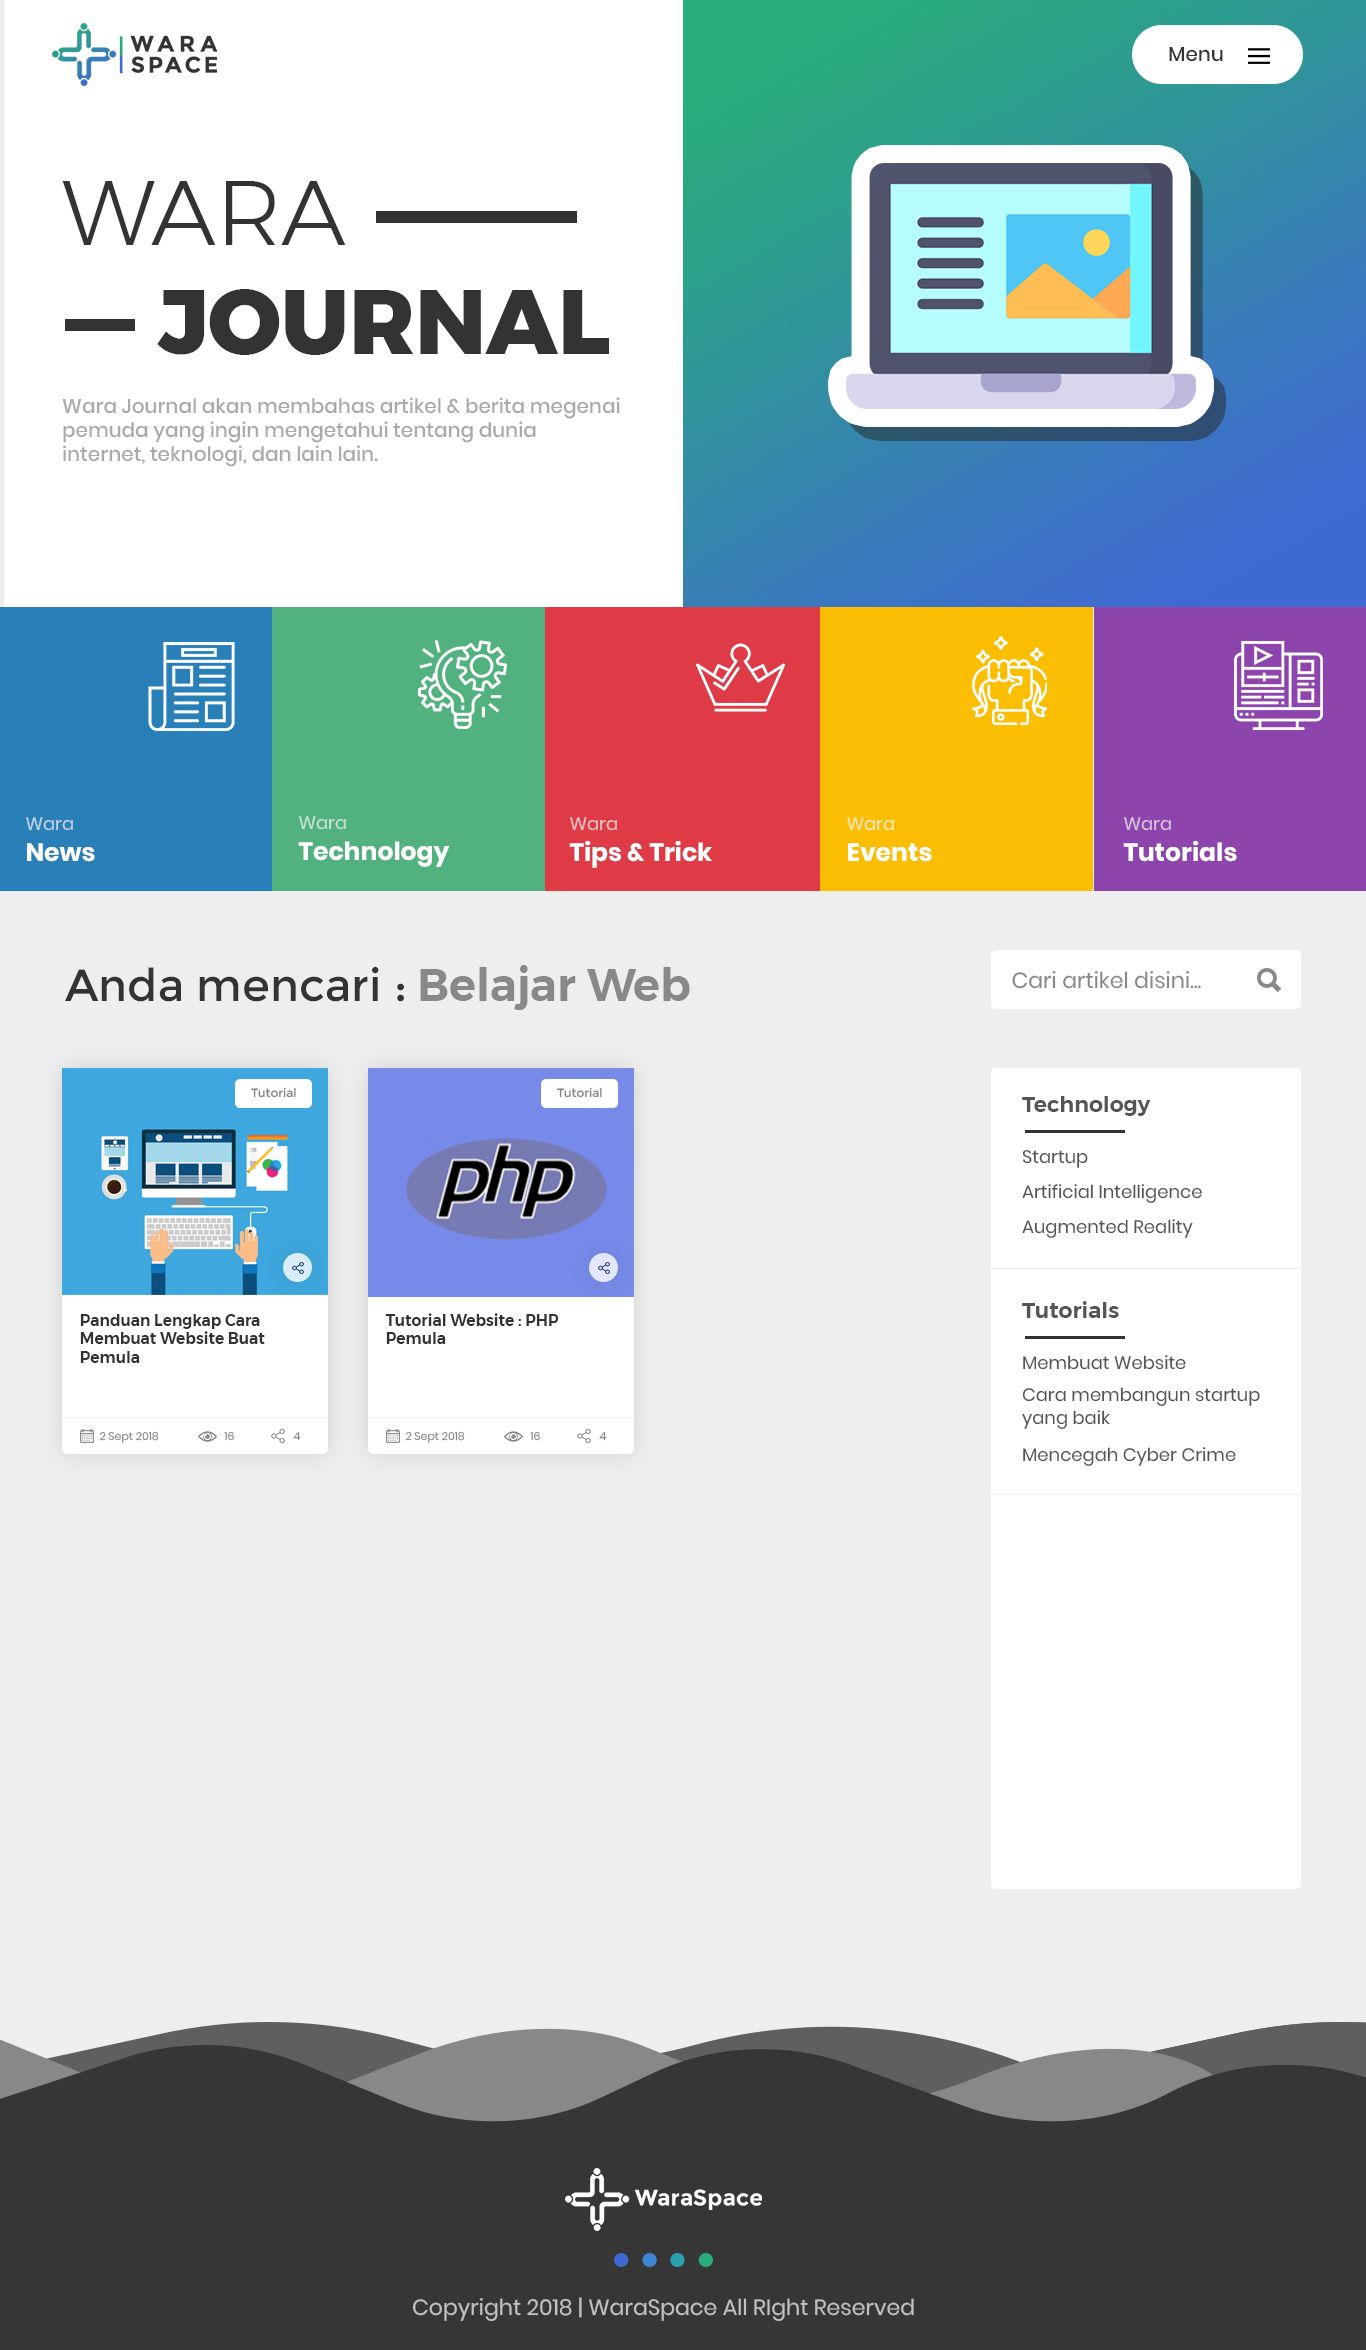 WARA
SPACE
Menu
WARA
JOURNAL
Wara Journal akan membahas artikel & berita megenai
pemuda yang ingin mengetahui tentang dunia
internet, teknologi, dan lain lain.
Wara
News
Wara
Technology
Wara
Tips & Trick
Wara
Events
Wara
Tutorials
Anda mencari : Belajar Web
Cari artikel disini...
Tutorial
Panduan Lengkap Cara
Membuat Website Buat
Pemula
2 Sept 2018 16 4
Tutorial
php
Tutorial Website : PHP
Pemula
2 Sept 2018 16 4
Technology
Startup
Artificial Intelligence
Augmented Reality
Tutorials
Membuat Website
Cara membangun startup
yang baik
Mencegah Cyber Crime
WaraSpace
Copyright 2018 | WaraSpace All RIght Reserved